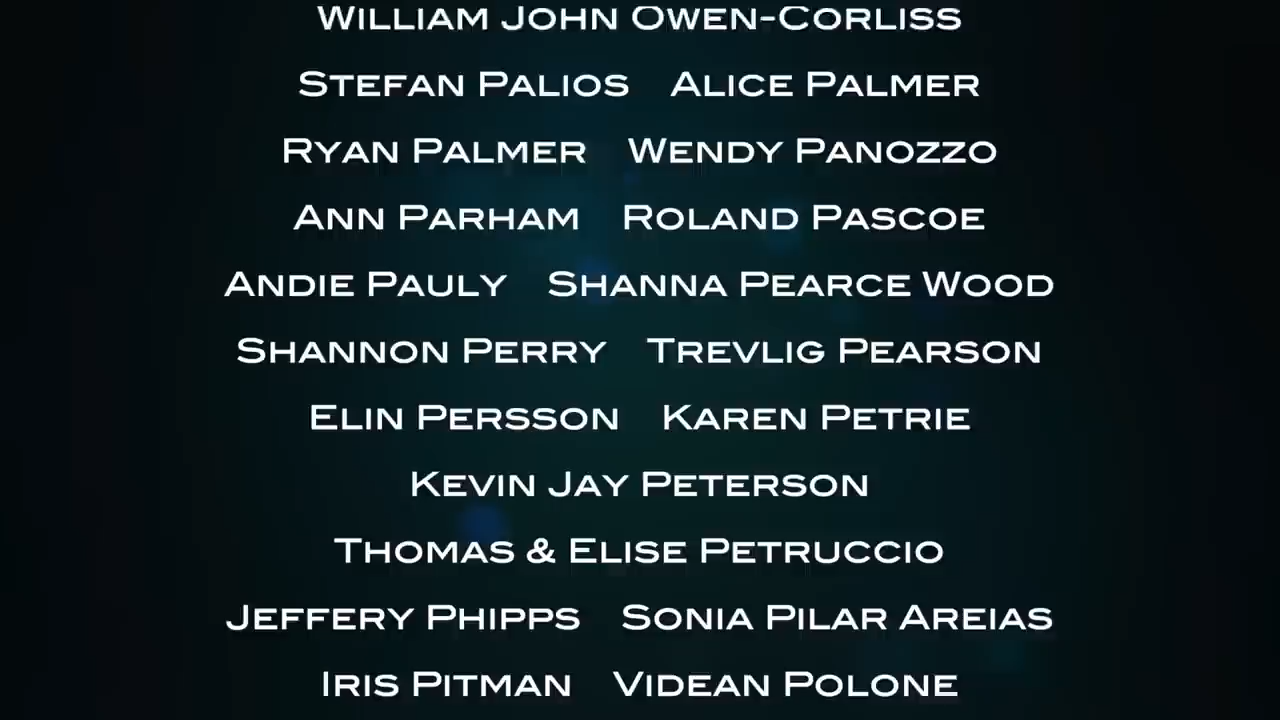 William John Owen-Corliss
Stefan Palios Alice Palmer
Ryan Palmer Wendy Panozzo
Ann Parham Roland Pascoe
Andie Pauly Shanna Pearce Wood
Shannon Perry Trevlig Pearson
Elin Persson Karen Petrie
Kevin Jay Peterson
Thomas & Elise Petruccio
Jeffery Phipps Sonia Pilar Areias
Iris Pitman Videan Polone